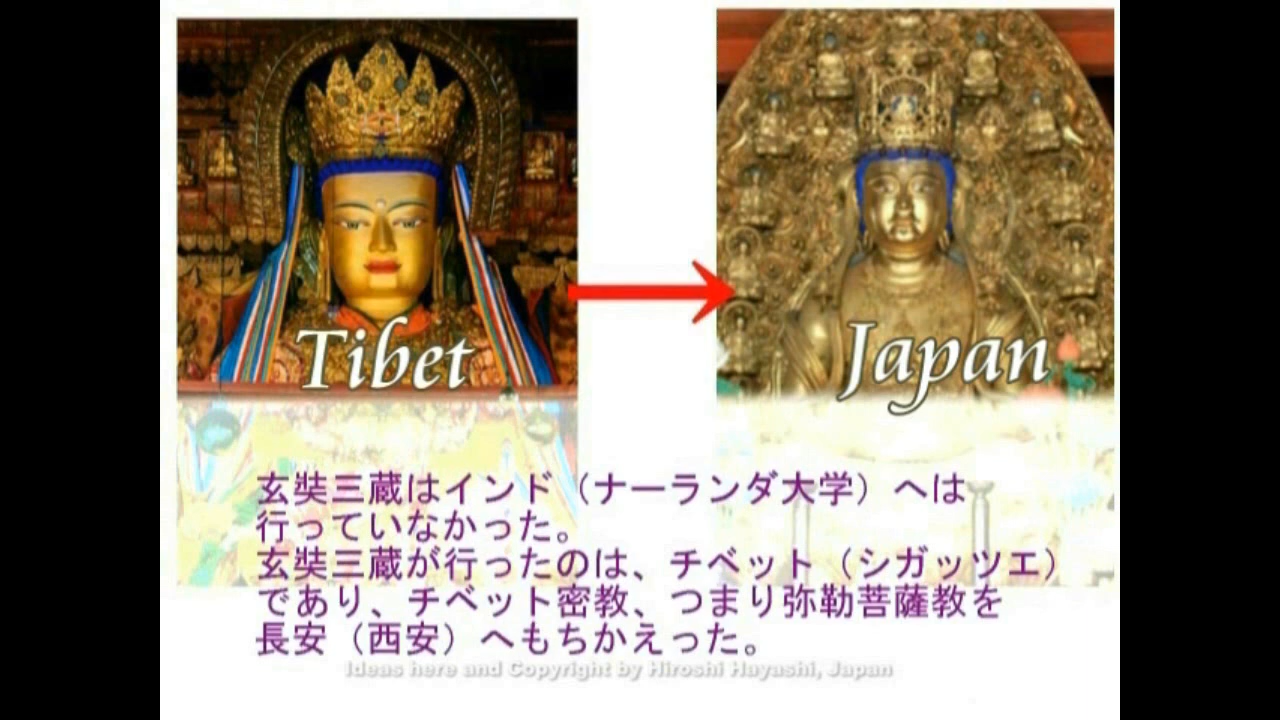 Tibet
Japan
玄奘三蔵はインド（ナーランダ大学）へは
行っていなかった。
玄奘三蔵が行ったのは、チベット（シガッツエ）
であり、チベット密教、つまり弥勒菩薩教を
長安（西安）へもちかえった。
Ideas here and Copyright by Hiroshi Hayashi, Japan